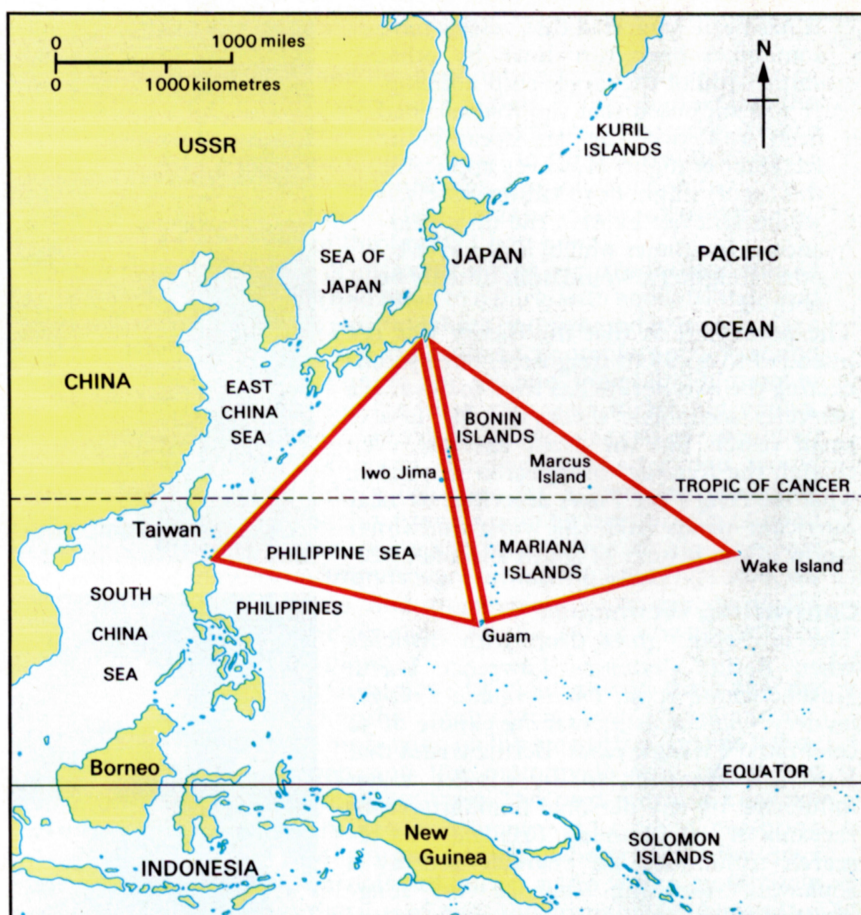 0 1000 miles
0 1000 kilometres
N
USSR
KURIL
ISLANDS
SEA OF
JAPAN
JAPAN
PACIFIC
OCEAN
CHINA
EAST
CHINA
SEA
BONIN
ISLANDS
Iwo Jima
Marcus
Island
TROPIC OF CANCER
Taiwan
PHILIPPINE SEA
MARIANA
ISLANDS
Wake Island
SOUTH
CHINA
SEA
PHILIPPINES
Guam
Borneo
EQUATOR
New
Guinea
SOLOMON
ISLANDS
INDONESIA